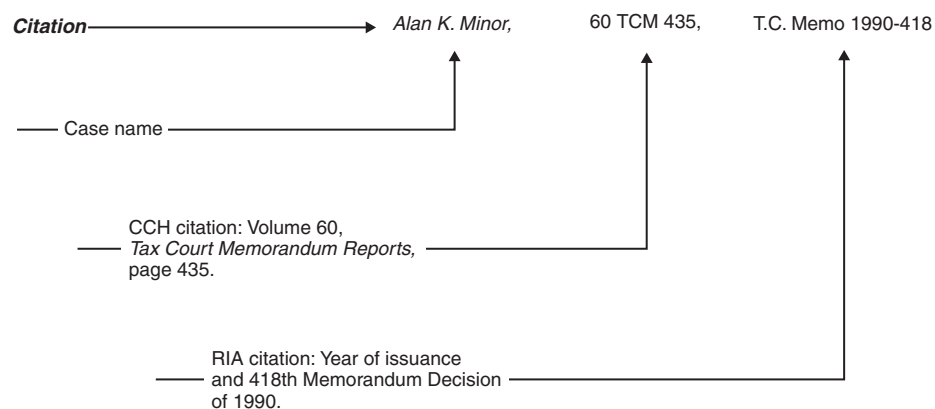 Citation Alan K. Minor, 60 TCM 435, T.C. Memo 1990-418
Case name
CCH citation: Volume 60,
Tax Court Memorandum Reports,
page 435.
RIA citation: Year of issuance
and 418th Memorandum Decision
of 1990.